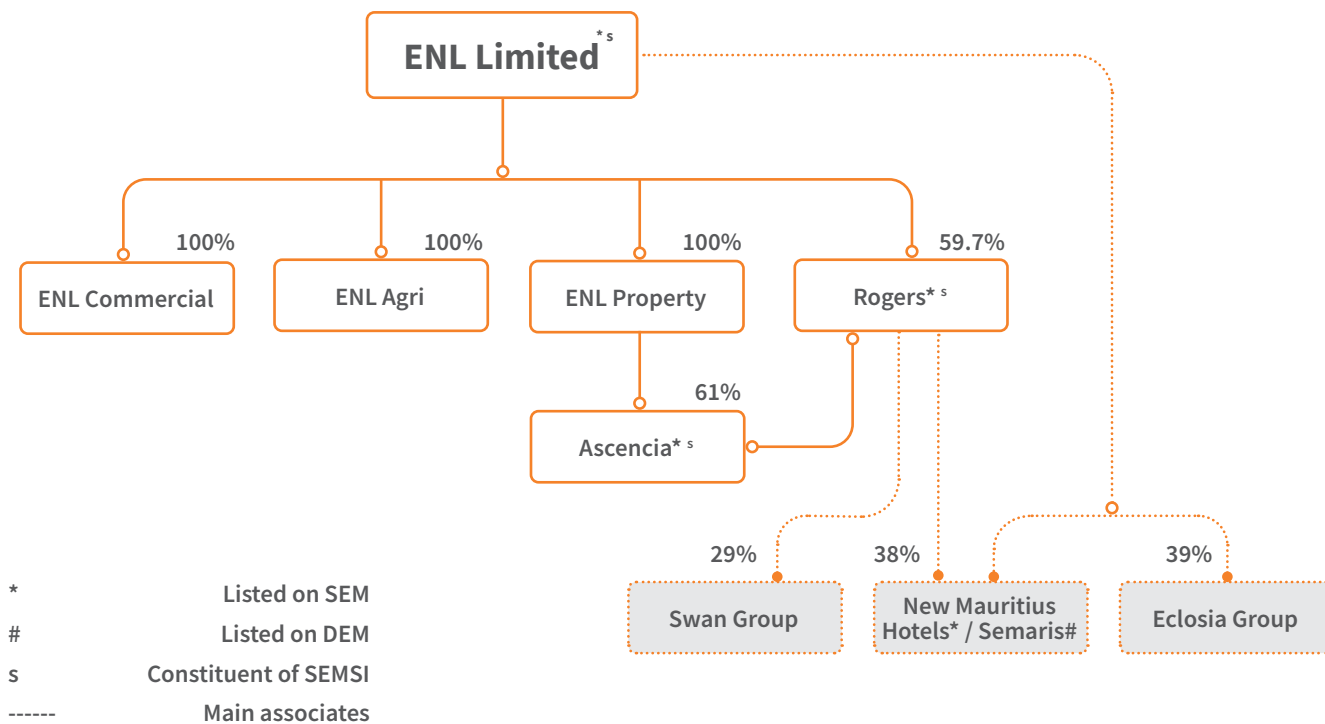 ENL Limited* s
100%
100%
100%
59.7%
ENL Commercial
ENL Agri
ENL Property
Rogers* s
61%
Ascencia* s
29%
38%
39%
Swan Group
New Mauritius
Hotels* / Semaris#
Eclosia Group
* Listed on SEM
# Listed on DEM
s Constituent of SEMSI
------ Main associates